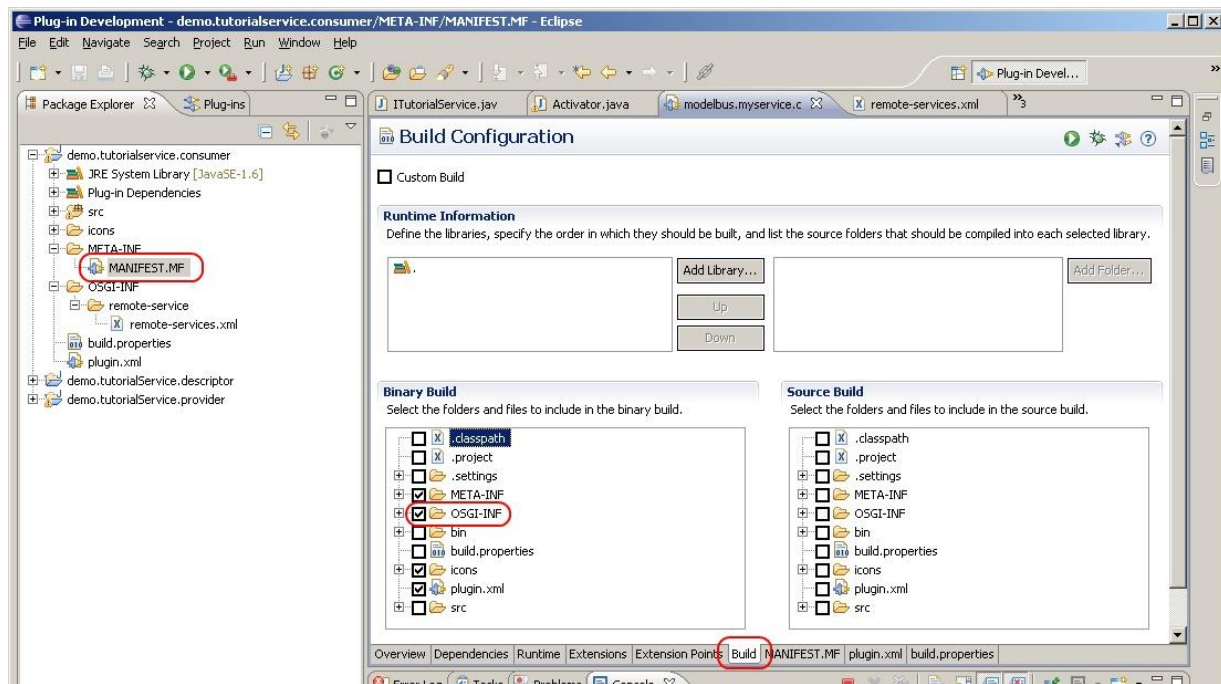 Plug-in Development - demo.tutorialservice.consumer/META-INF/MANIFEST.MF - Eclipse
File Edit Navigate Search Project Run Window Help
Plug-in Devel...
Package Explorer
Plug-ins
ITutorialService.jav
Activator.java
modelbus.myservice.c
remote-services.xml
3
demo.tutorialservice.consumer
JRE System Library [JavaSE-1.6]
Plug-in Dependencies
src
icons
META-INF
MANIFEST.MF
OSGI-INF
remote-service
remote-services.xml
build.properties
plugin.xml
demo.tutorialService.descriptor
demo.tutorialService.provider
Build Configuration
Custom Build
Runtime Information
Define the libraries, specify the order in which they should be built, and list the source folders that should be compiled into each selected library.
.
Add Library...
Up
Down
Add Folder...
Binary Build
Select the folders and files to include in the binary build.
.classpath
.project
.settings
META-INF
OSGI-INF
bin
build.properties
icons
plugin.xml
src
Source Build
Select the folders and files to include in the source build.
.classpath
.project
.settings
META-INF
OSGI-INF
bin
build.properties
icons
plugin.xml
src
Overview Dependencies Runtime Extensions Extension Points Build MANIFEST.MF plugin.xml build.properties
Error Log Tasks Problems Console